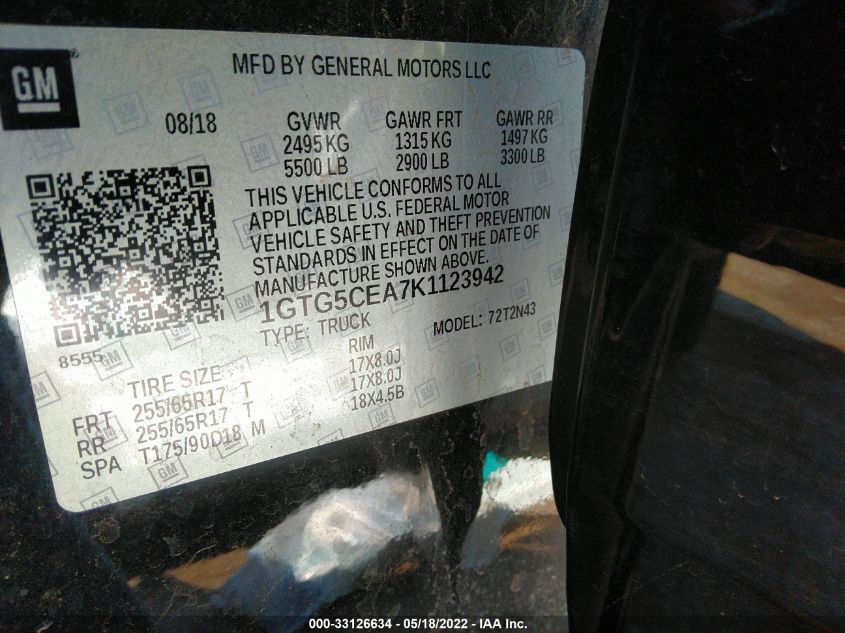 GM
MFD BY GENERAL MOTORS LLC
08/18 GVWR GAWR FRT GAWR RR
2495 KG 1315 KG 1497 KG
5500 LB 2900 LB 3300 LB
THIS VEHICLE CONFORMS TO ALL
APPLICABLE U.S. FEDERAL MOTOR
VEHICLE SAFETY AND THEFT PREVENTION
STANDARDS IN EFFECT ON THE DATE OF
MANUFACTURE SHOWN ABOVE.
1GTG5CEA7K1123942
TYPE: TRUCK MODEL: 72T2N43
8555
TIRE SIZE RIM
FRT 255/65R17 T 17X8.0J
RR 255/65R17 T 17X8.0J
SPA T175/90D18 M 18X4.5B
000-33126634 - 05/18/2022 - IAA Inc.